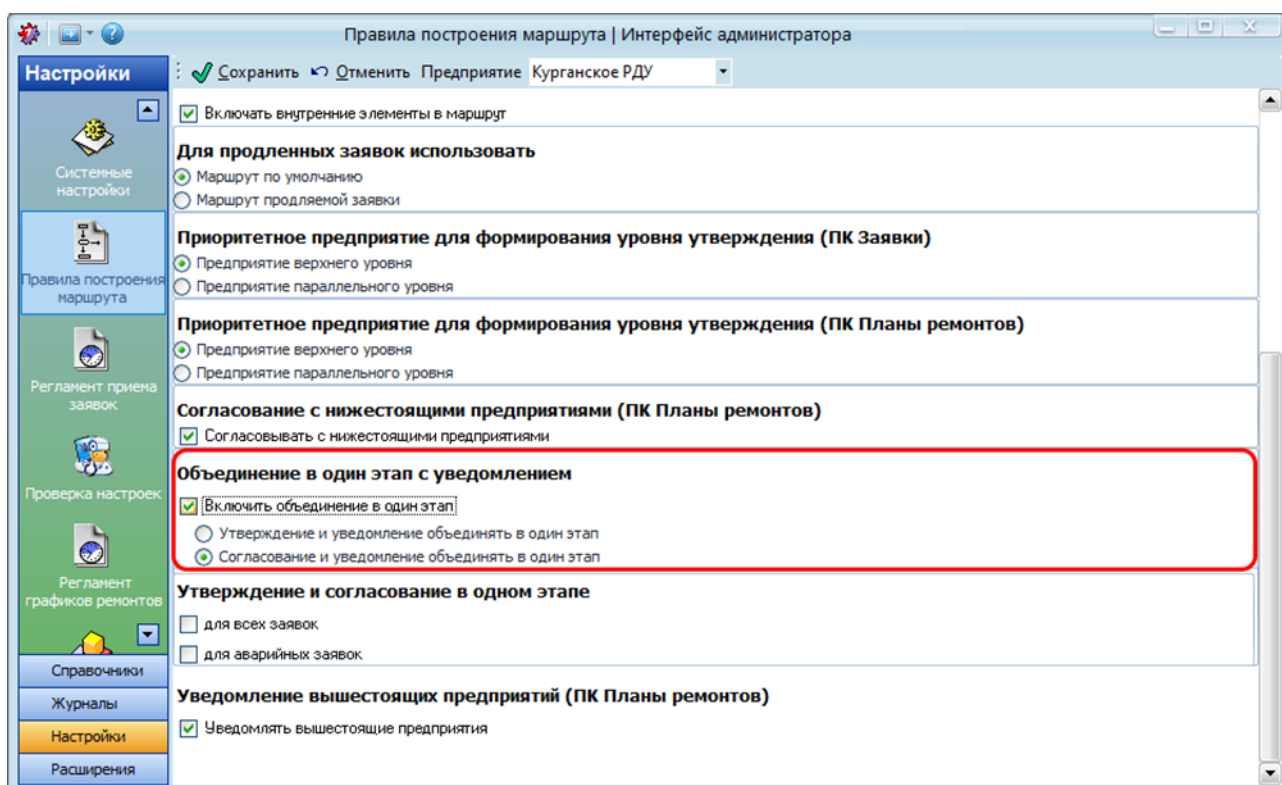 Правила построения маршрута | Интерфейс администратора
Настройки
Сохранить Отменить Предприятие Курганское РДУ
Включать внутренние элементы в маршрут
Для продленных заявок использовать
Маршрут по умолчанию
Маршрут продляемой заявки
Приоритетное предприятие для формирования уровня утверждения (ПК Заявки)
Предприятие верхнего уровня
Предприятие параллельного уровня
Приоритетное предприятие для формирования уровня утверждения (ПК Планы ремонтов)
Предприятие верхнего уровня
Предприятие параллельного уровня
Согласование с нижестоящими предприятиями (ПК Планы ремонтов)
Согласовывать с нижестоящими предприятиями
Объединение в один этап с уведомлением
Включить объединение в один этап
Утверждение и уведомление объединять в один этап
Согласование и уведомление объединять в один этап
Утверждение и согласование в одном этапе
для всех заявок
для аварийных заявок
Уведомление вышестоящих предприятий (ПК Планы ремонтов)
Уведомлять вышестоящие предприятия
Системные
настройки
Правила построения
маршрута
Регламент приема
заявок
Проверка настроек
Регламент
графиков ремонтов
Справочники
Журналы
Настройки
Расширения